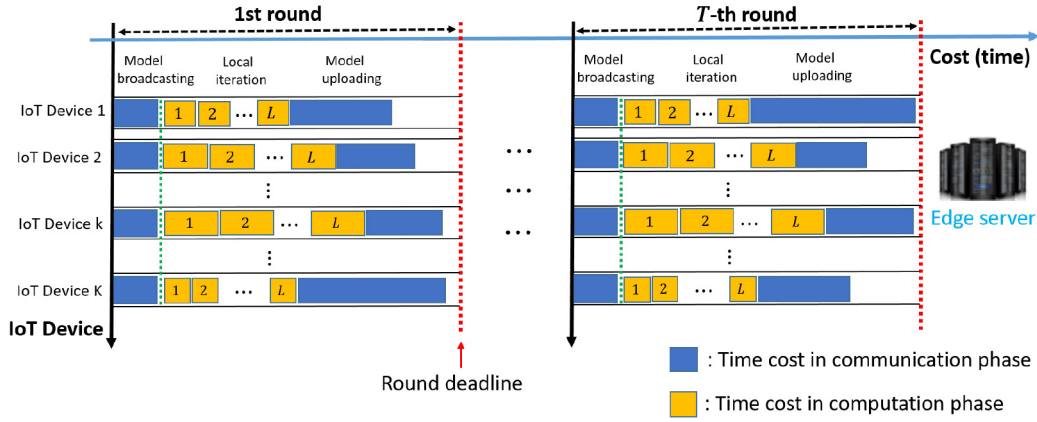 1st round
T-th round
Cost (time)
Model broadcasting
Local iteration
Model uploading
Model broadcasting
Local iteration
Model uploading
IoT Device 1
1 2 ... L
1 2 ... L
IoT Device 2
1 2 ... L
...
1 2 ... L
⋮
...
⋮
IoT Device k
1 2 ... L
...
1 2 ... L
Edge server
⋮
⋮
IoT Device K
1 2 ... L
1 2 ... L
IoT Device
Round deadline
: Time cost in communication phase
: Time cost in computation phase